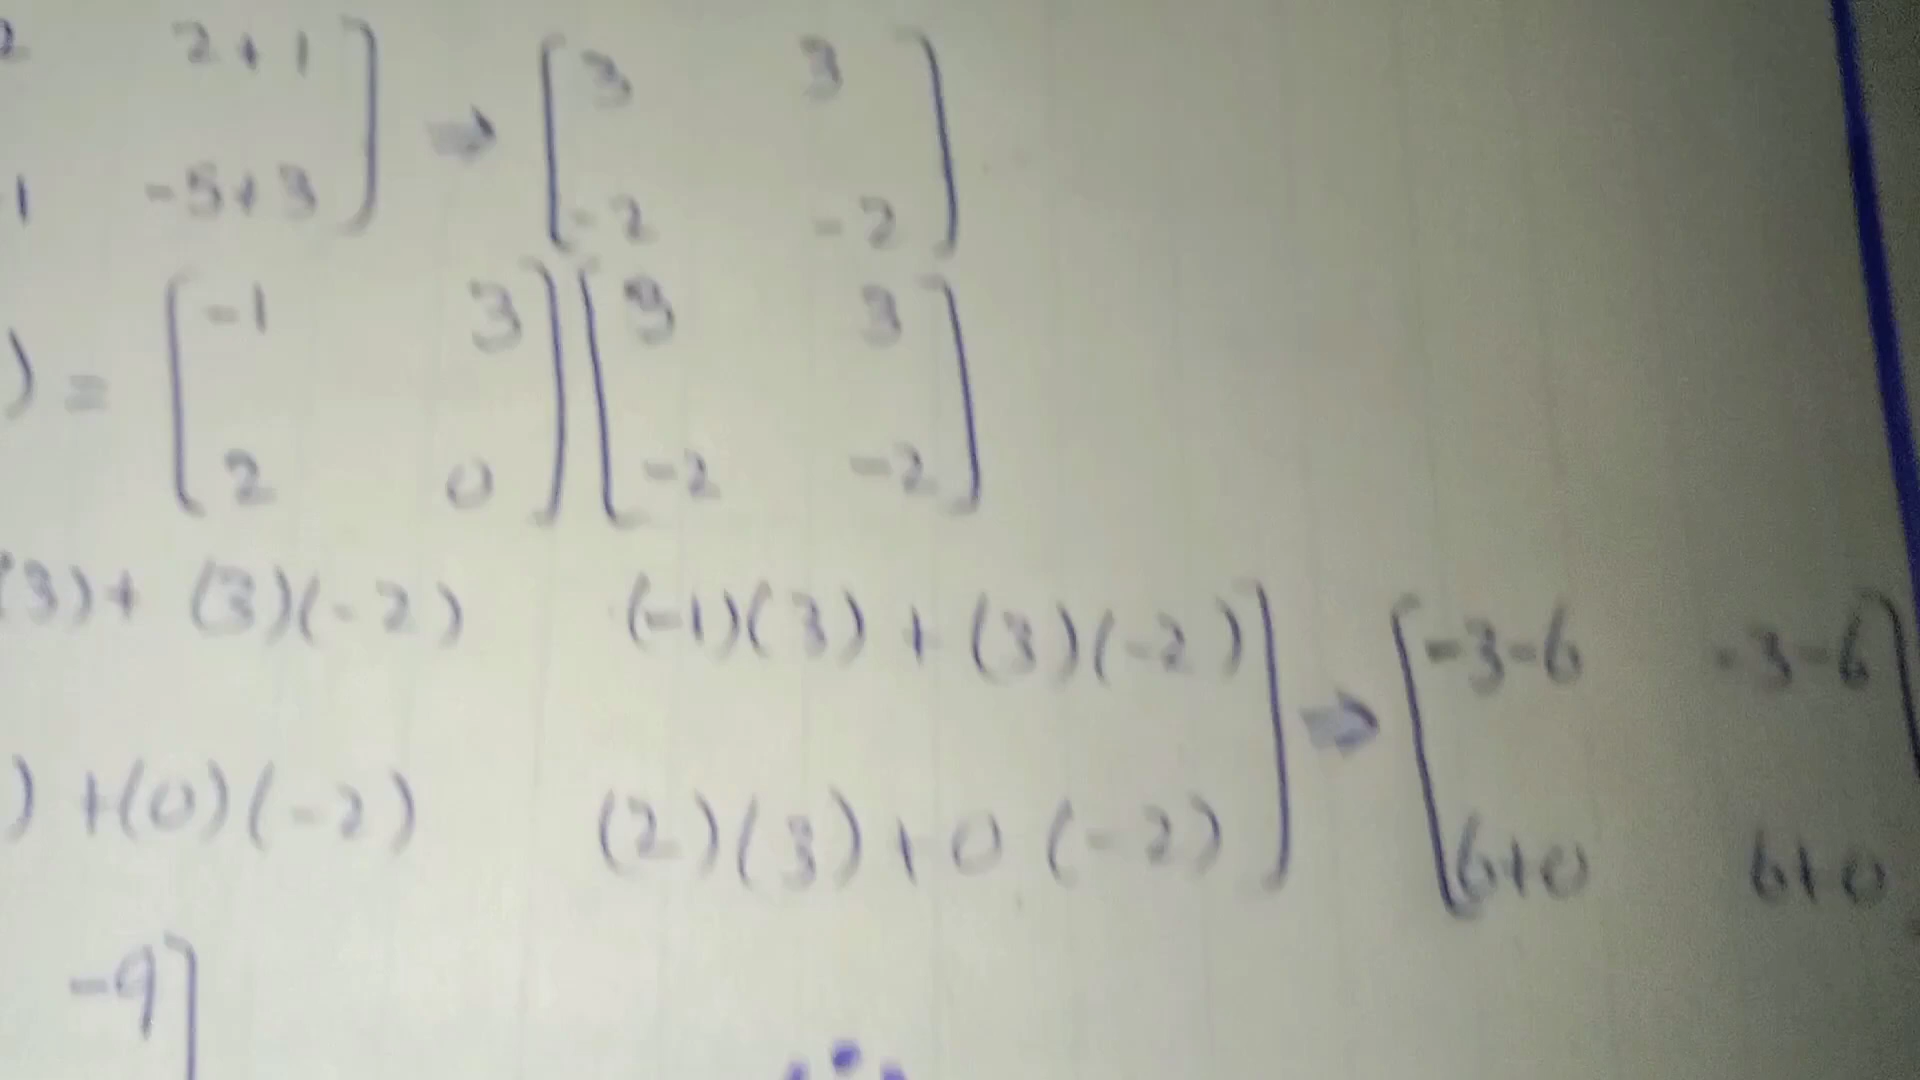 2 2+1 ] ⇒ [ 3 3
1 -5+3 ] [ -2 -2 ]
) = [ -1 3 ] [ 3 3 ]
[ 2 0 ] [ -2 -2 ]
(3)+ (3)(-2) (-1)(3) + (3)(-2) ] ⇒ [ -3-6 -3-6 ]
) +(0)(-2) (2)(3)+0 (-2) ] [ 6+0 6+0
-9 ]